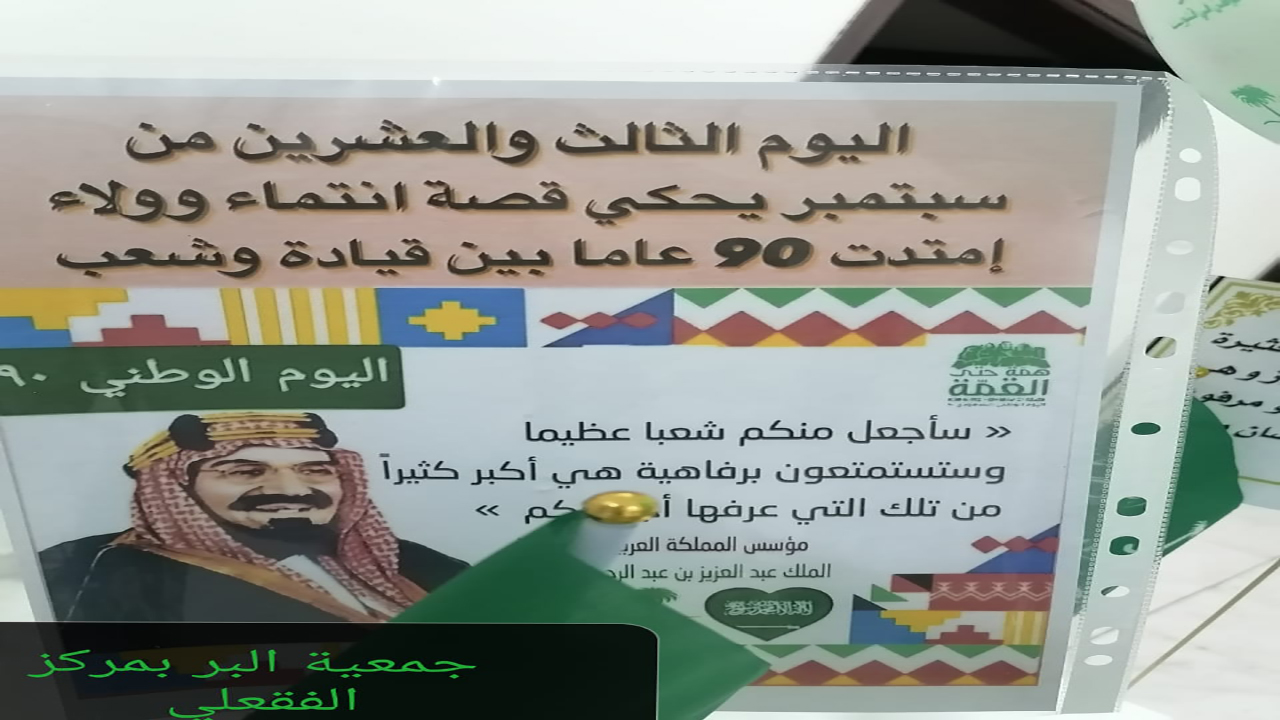 اليوم الثالث والعشرين من
سبتمبر يحكي قصة انتماء وولاء
إمتدت 90 عاما بين قيادة وشعب
اليوم الوطني ٩٠
همة حتى
القمة
« سأجعل منكم شعبا عظيما
وستستمتعون برفاهية هي أكبر كثيراً
من تلك التي عرفها
»
مؤسس المملكة
الملك عبد العزيز بن عبد
جمعية البر بمركز
الفقعلي